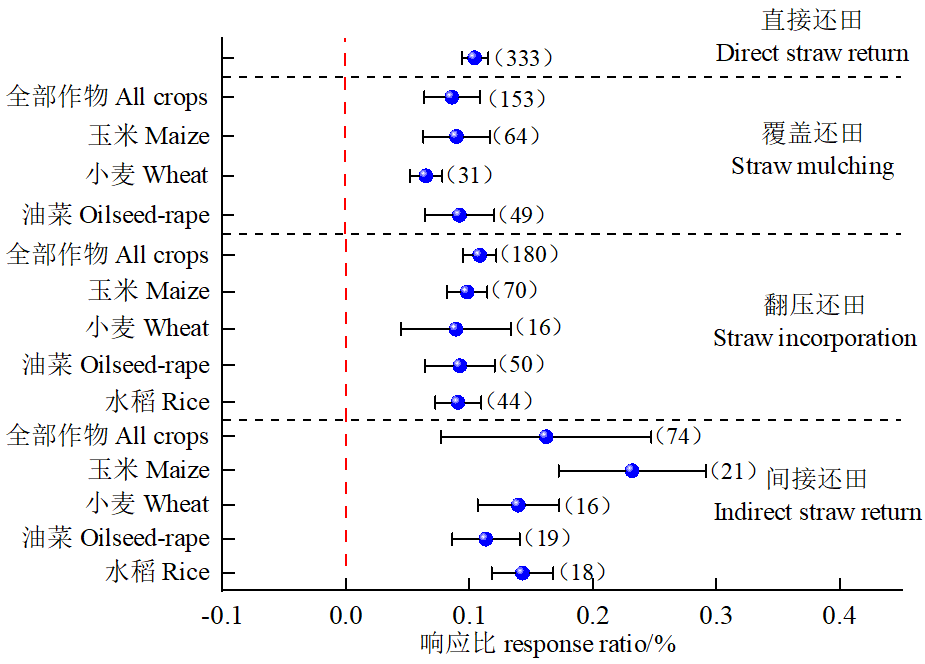 直接还田
Direct straw return
(333)
全部作物 All crops (153)
玉米 Maize (64)
小麦 Wheat (31)
油菜 Oilseed-rape (49)
覆盖还田
Straw mulching
全部作物 All crops (180)
玉米 Maize (70)
小麦 Wheat (16)
油菜 Oilseed-rape (50)
水稻 Rice (44)
翻压还田
Straw incorporation
全部作物 All crops (74)
玉米 Maize (21)
小麦 Wheat (16)
油菜 Oilseed-rape (19)
水稻 Rice (18)
间接还田
Indirect straw return
-0.1 0.0 0.1 0.2 0.3 0.4
响应比 response ratio/%